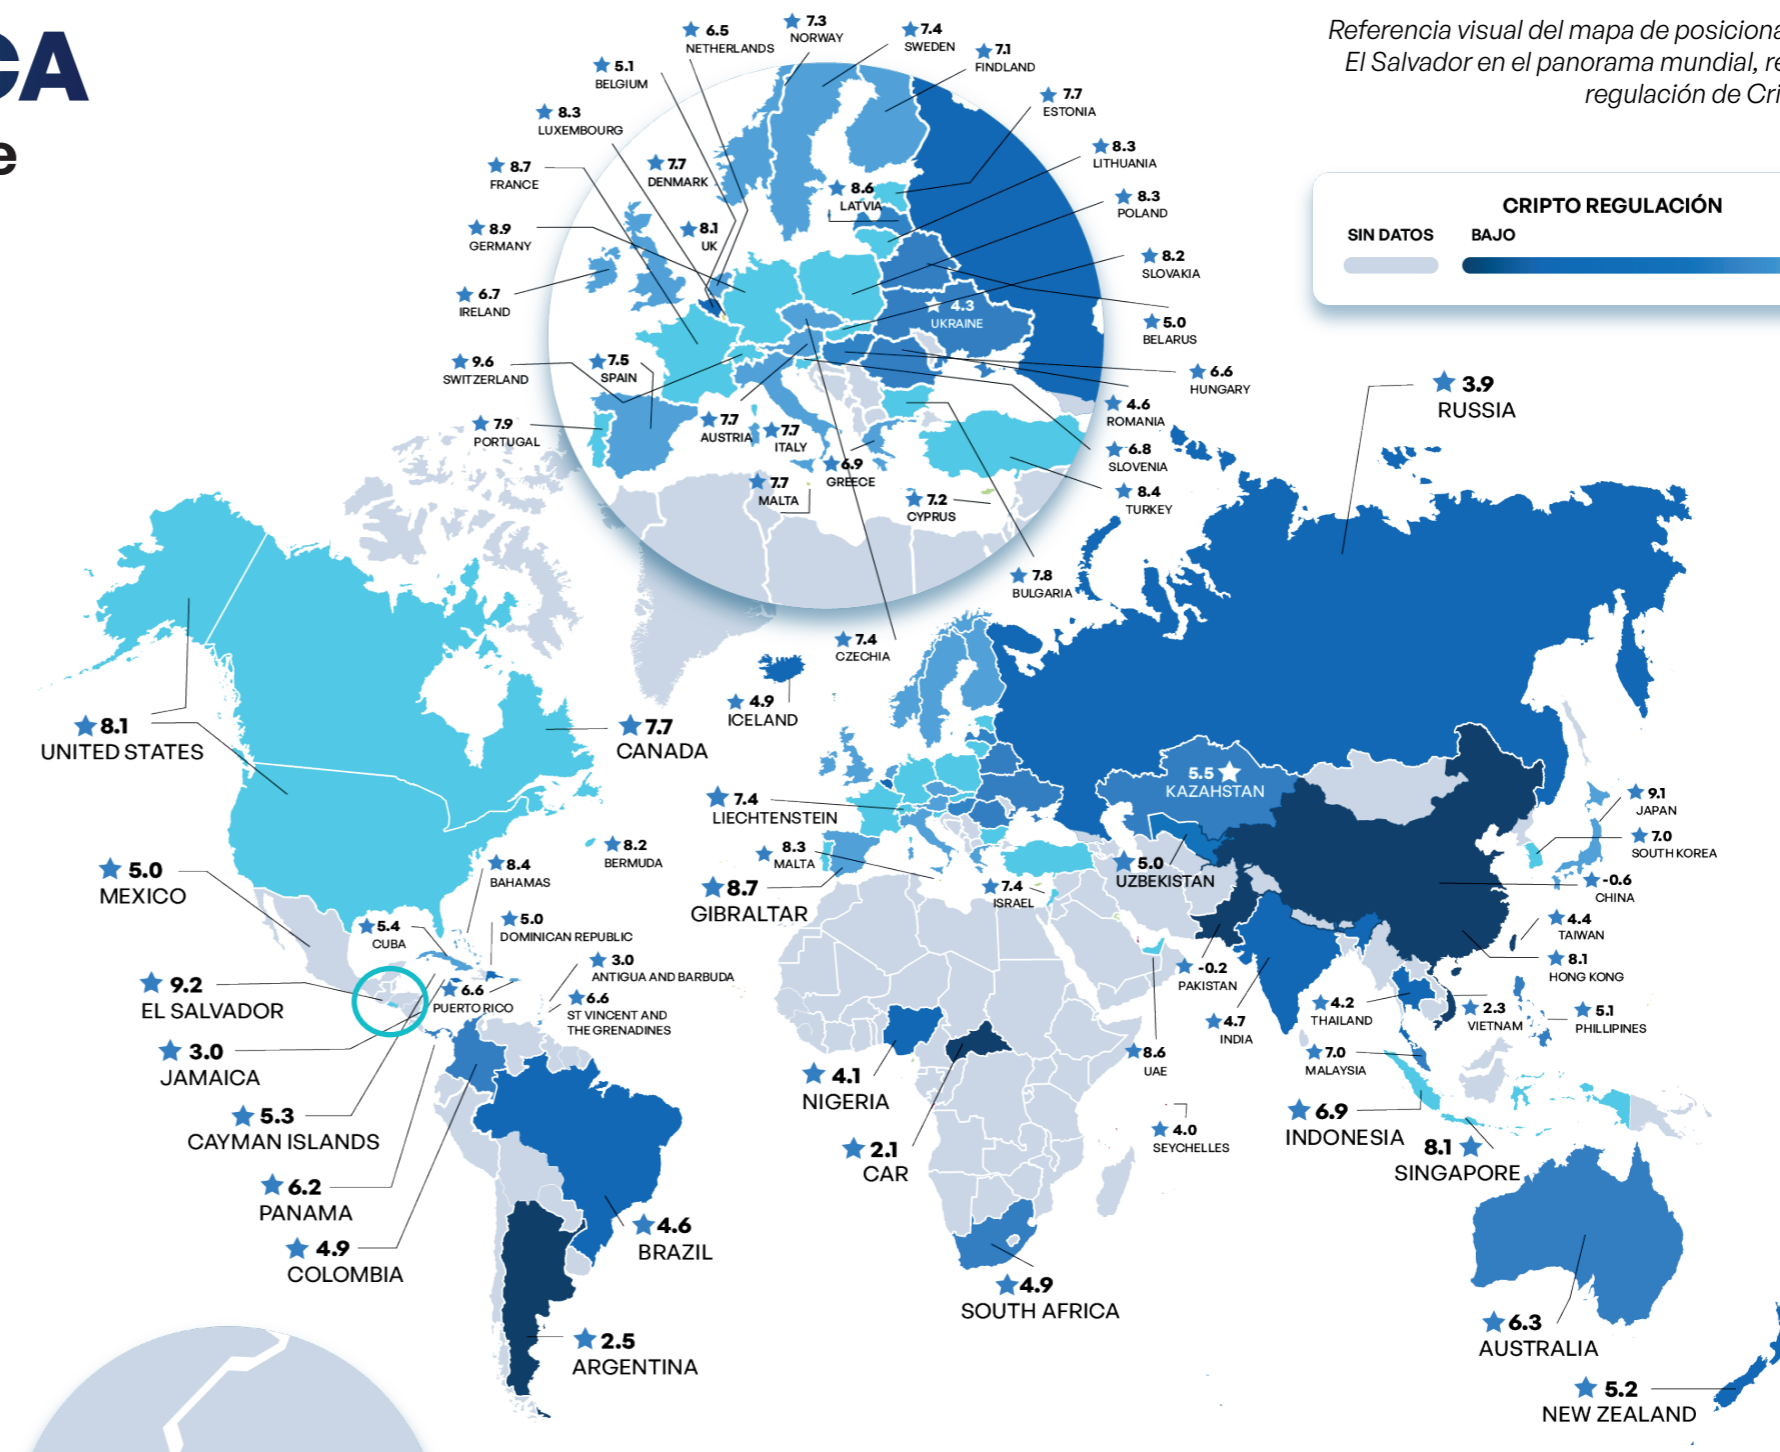 CA
e
Referencia visual del mapa de posiciona
El Salvador en el panorama mundial, re
regulación de Cri
CRIPTO REGULACIÓN
SIN DATOS BAJO
6.5
NETHERLANDS
7.3
NORWAY
7.4
SWEDEN
7.1
FINDLAND
5.1
BELGIUM
7.7
ESTONIA
8.3
LUXEMBOURG
8.3
LITHUANIA
8.7
FRANCE
7.7
DENMARK
8.6
LATVIA
8.3
POLAND
8.9
GERMANY
8.1
UK
8.2
SLOVAKIA
6.7
IRELAND
4.3
UKRAINE
5.0
BELARUS
9.6
SWITZERLAND
7.5
SPAIN
6.6
HUNGARY
7.9
PORTUGAL
7.7
AUSTRIA
7.7
ITALY
4.6
ROMANIA
6.9
GREECE
6.8
SLOVENIA
7.7
MALTA
7.2
CYPRUS
8.4
TURKEY
7.8
BULGARIA
7.4
CZECHIA
3.9
RUSSIA
4.9
ICELAND
8.1
UNITED STATES
7.7
CANADA
5.5
KAZAHSTAN
7.4
LIECHTENSTEIN
9.1
JAPAN
7.0
SOUTH KOREA
8.2
BERMUDA
8.3
MALTA
5.0
MEXICO
8.4
BAHAMAS
8.7
GIBRALTAR
7.4
ISRAEL
5.0
UZBEKISTAN
-0.6
CHINA
5.4
CUBA
5.0
DOMINICAN REPUBLIC
4.4
TAIWAN
3.0
ANTIGUA AND BARBUDA
-0.2
PAKISTAN
8.1
HONG KONG
9.2
EL SALVADOR
6.6
PUERTO RICO
6.6
ST VINCENT AND
THE GRENADINES
4.7
INDIA
4.2
THAILAND
2.3
VIETNAM
5.1
PHILLIPINES
3.0
JAMAICA
4.1
NIGERIA
8.6
UAE
7.0
MALAYSIA
5.3
CAYMAN ISLANDS
2.1
CAR
4.0
SEYCHELLES
6.9
INDONESIA
8.1
SINGAPORE
6.2
PANAMA
4.9
COLOMBIA
4.6
BRAZIL
4.9
SOUTH AFRICA
2.5
ARGENTINA
6.3
AUSTRALIA
5.2
NEW ZEALAND